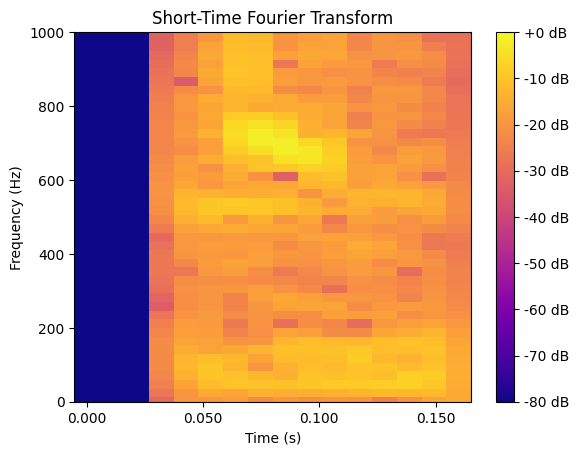 Short-Time Fourier Transform
1000
800
600
400
200
0
Frequency (Hz)
0.000
0.050
0.100
0.150
Time (s)
+0 dB
-10 dB
-20 dB
-30 dB
-40 dB
-50 dB
-60 dB
-70 dB
-80 dB